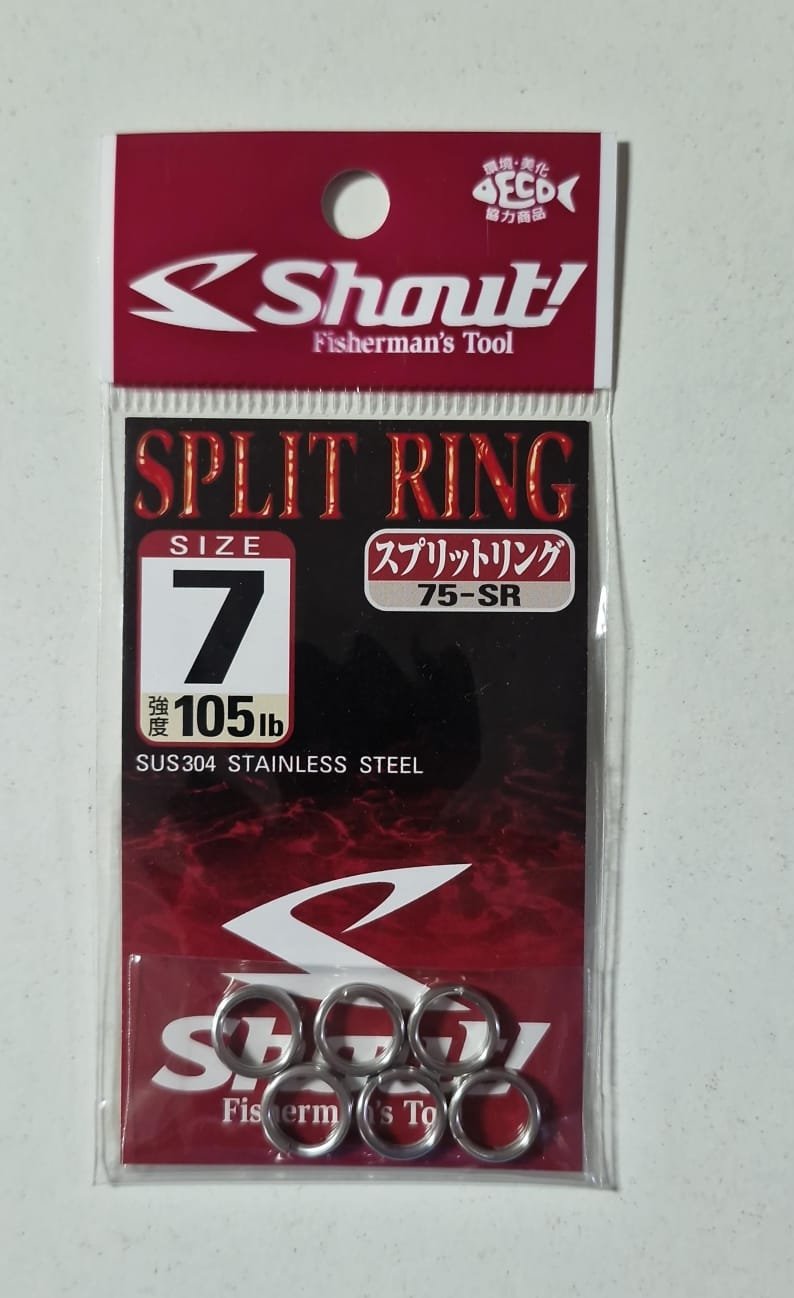 環境・美化
ECO
協力商品
Shout!
Fisherman's Tool
SPLIT RING
SIZE
7
強度 105lb
スプリットリング
75-SR
SUS304 STAINLESS STEEL
Shout!
Fisherman's Tool